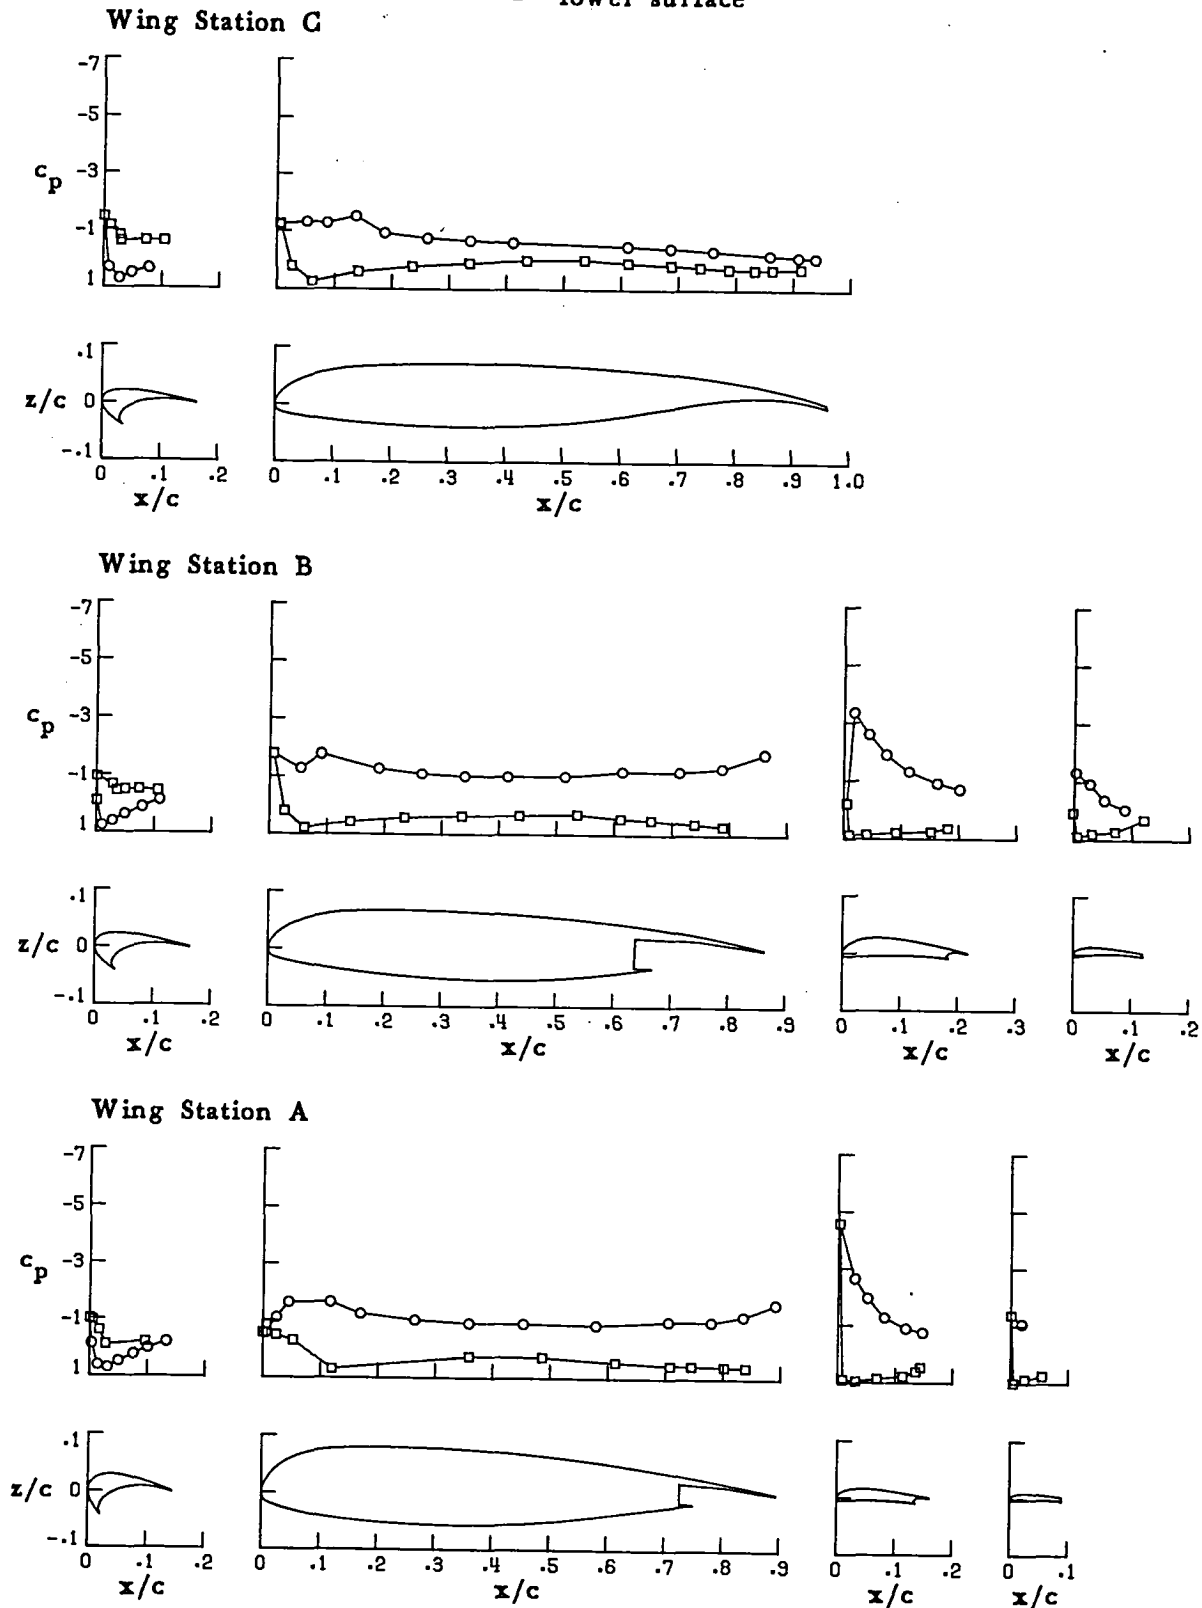 lower surface
Wing Station C
-7
-5
-3
-1
1
c_p
.1
z/c 0
-.1
0 .1 .2
x/c
0 .1 .2 .3 .4 .5 .6 .7 .8 .9 1.0
x/c
Wing Station B
-7
-5
-3
-1
1
c_p
.1
z/c 0
-.1
0 .1 .2
x/c
0 .1 .2 .3 .4 .5 .6 .7 .8 .9
x/c
0 .1 .2 .3
x/c
0 .1 .2
x/c
Wing Station A
-7
-5
-3
-1
1
c_p
.1
z/c 0
-.1
0 .1 .2
x/c
0 .1 .2 .3 .4 .5 .6 .7 .8 .9
x/c
0 .1 .2
x/c
0 .1
x/c